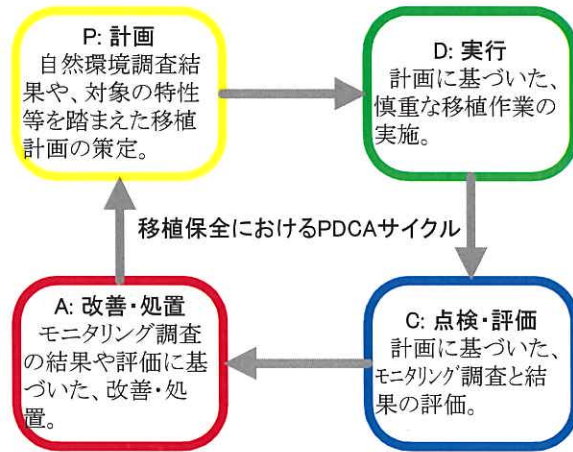 P: 計画
自然環境調査結
果や、対象の特性
等を踏まえた移植
計画の策定。
D: 実行
計画に基づいた、
慎重な移植作業の
実施。
移植保全におけるPDCAサイクル
A: 改善・処置
モニタリング調査
の結果や評価に基
づいた、改善・処
置。
C: 点検・評価
計画に基づいた、
モニタリング調査と結
果の評価。